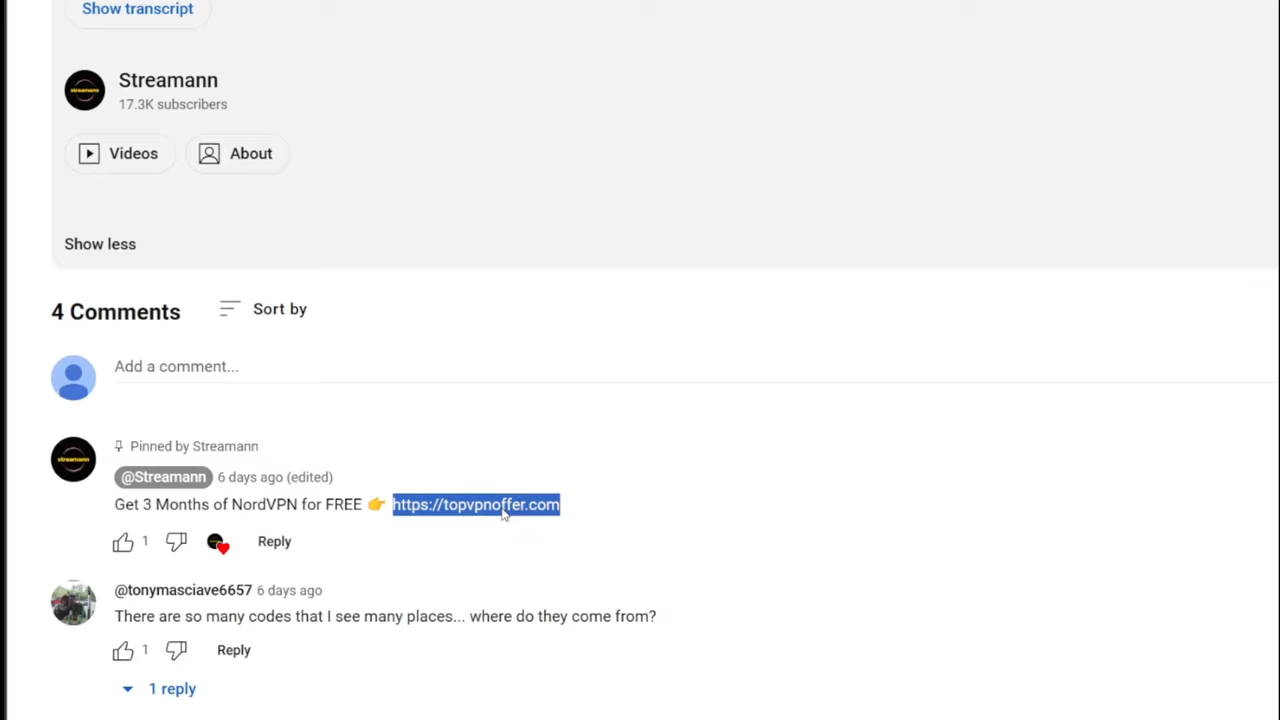 Show transcript
streamann
Streamann
17.3K subscribers
Videos
About
Show less
4 Comments
Sort by
Add a comment...
streamann
Pinned by Streamann
@Streamann 6 days ago (edited)
Get 3 Months of NordVPN for FREE 👉 https://topvpnoffer.com
1
Reply
@tonymasciave6657 6 days ago
There are so many codes that I see many places... where do they come from?
1
Reply
1 reply